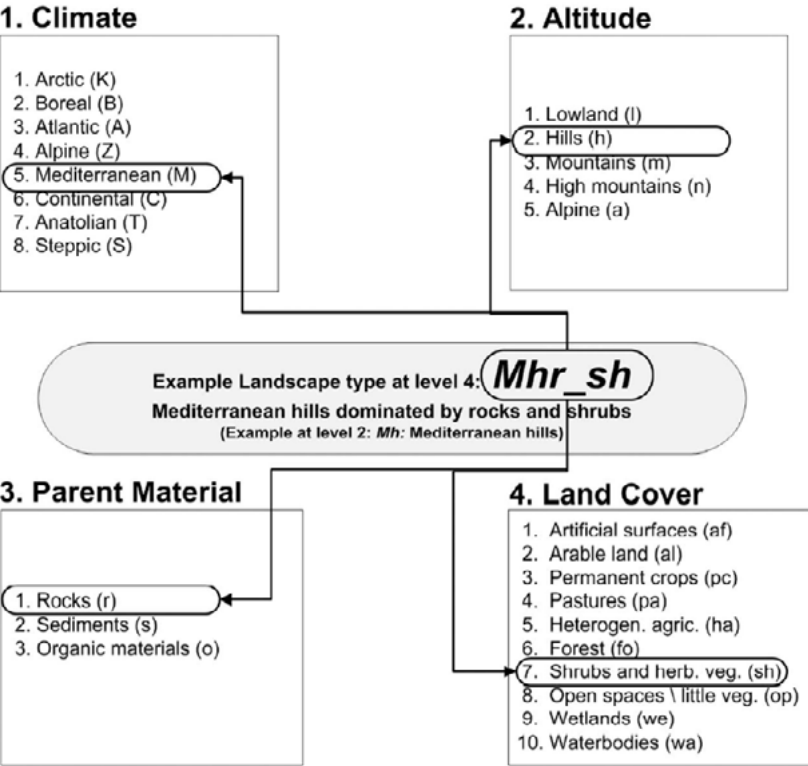 1. Climate
1. Arctic (K)
2. Boreal (B)
3. Atlantic (A)
4. Alpine (Z)
5. Mediterranean (M)
6. Continental (C)
7. Anatolian (T)
8. Steppic (S)
2. Altitude
1. Lowland (l)
2. Hills (h)
3. Mountains (m)
4. High mountains (n)
5. Alpine (a)
Example Landscape type at level 4: Mhr_sh
Mediterranean hills dominated by rocks and shrubs
(Example at level 2: Mh: Mediterranean hills)
3. Parent Material
1. Rocks (r)
2. Sediments (s)
3. Organic materials (o)
4. Land Cover
1. Artificial surfaces (af)
2. Arable land (al)
3. Permanent crops (pc)
4. Pastures (pa)
5. Heterogen. agric. (ha)
6. Forest (fo)
7. Shrubs and herb. veg. (sh)
8. Open spaces \ little veg. (op)
9. Wetlands (we)
10. Waterbodies (wa)